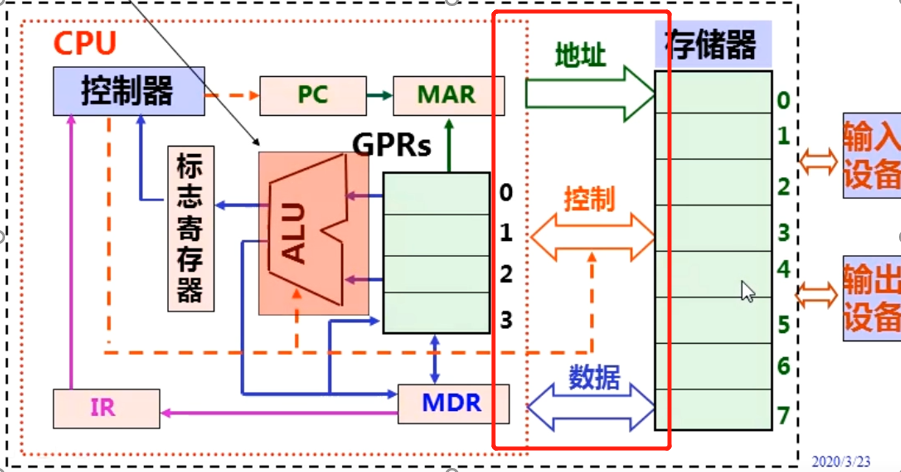 CPU
控制器
PC
MAR
GPRs
标志寄存器
ALU
0
1
2
3
IR
MDR
地址
控制
数据
存储器
0
1
2
3
4
5
6
7
输入
设备
输出
设备
2020/3/23